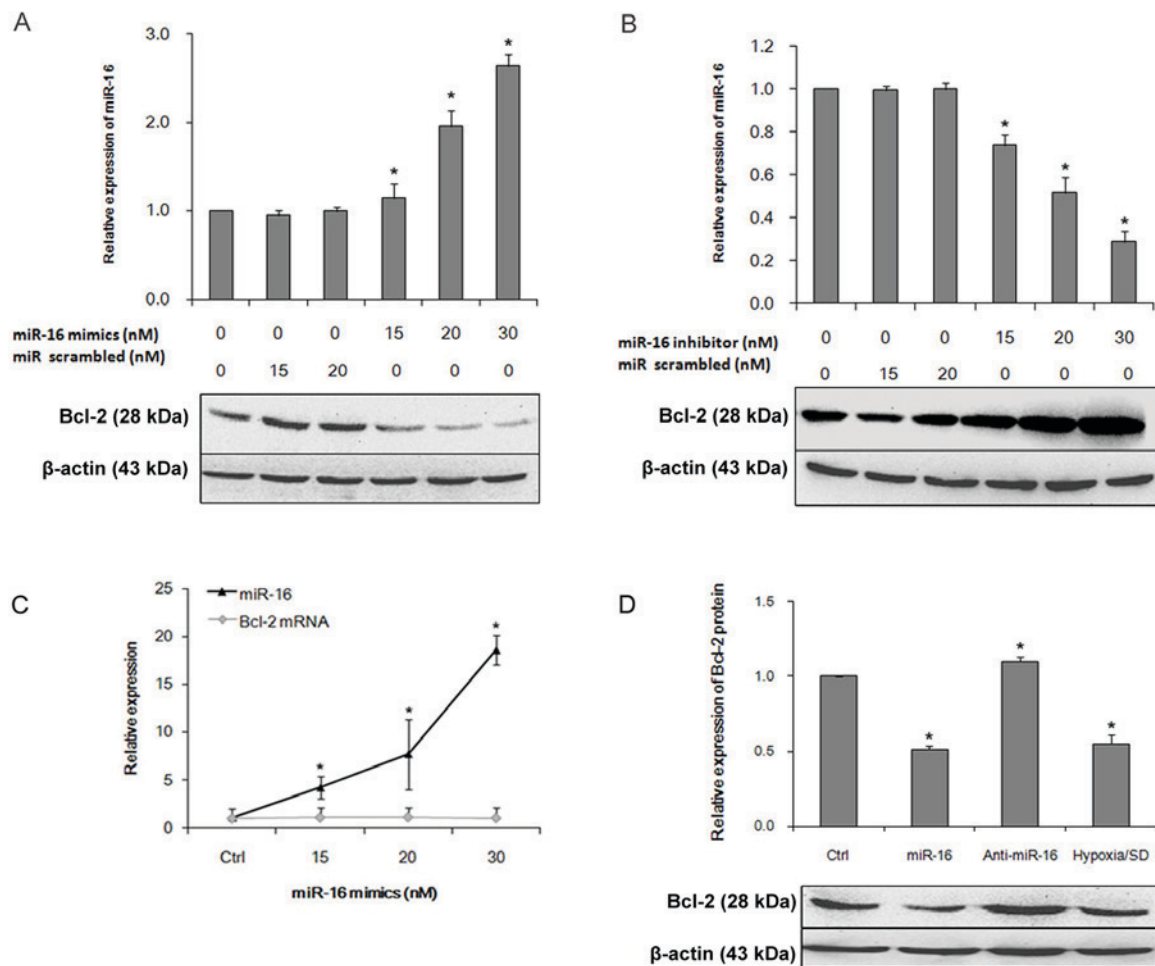 A
Relative expression of miR-16
3.0
2.0
1.0
0.0
* * *
miR-16 mimics (nM) 0 0 0 15 20 30
miR scrambled (nM) 0 15 20 0 0 0
Bcl-2 (28 kDa)
β-actin (43 kDa)
B
Relative expression of miR-16
1.2
1.0
0.8
0.6
0.4
0.2
0.0
* * *
miR-16 inhibitor (nM) 0 0 0 15 20 30
miR scrambled (nM) 0 15 20 0 0 0
Bcl-2 (28 kDa)
β-actin (43 kDa)
C
Relative expression
25
20
15
10
5
0
miR-16
Bcl-2 mRNA
* * *
Ctrl 15 20 30
miR-16 mimics (nM)
D
Relative expression of Bcl-2 protein
1.0
0.5
0.0
* * *
Ctrl miR-16 Anti-miR-16 Hypoxia/SD
Bcl-2 (28 kDa)
β-actin (43 kDa)